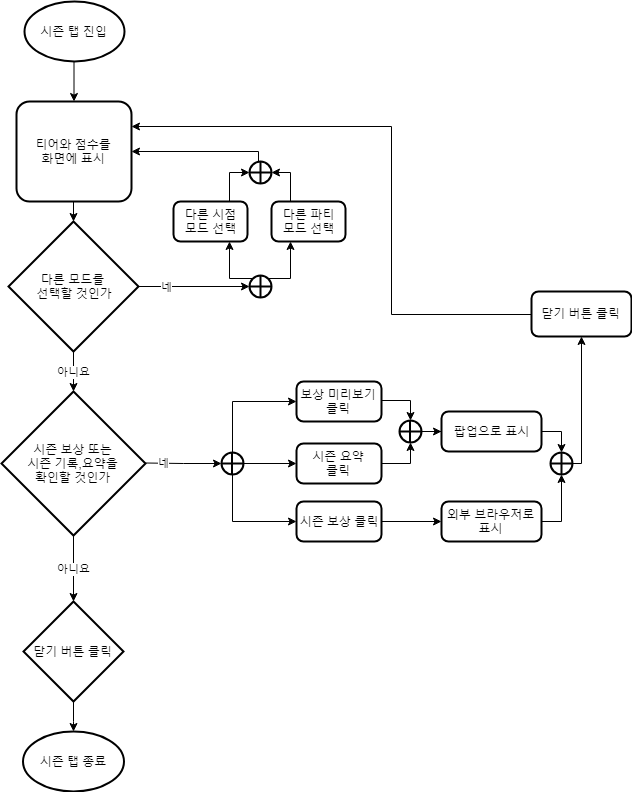 시즌 탭 진입
티어와 점수를
화면에 표시
다른 시점
모드 선택
다른 파티
모드 선택
다른 모드를
선택할 것인가
네
닫기 버튼 클릭
아니요
보상 미리보기
클릭
팝업으로 표시
시즌 보상 또는
시즌 기록,요약을
확인할 것인가
네
시즌 요약
클릭
시즌 보상 클릭
외부 브라우저로
표시
아니요
닫기 버튼 클릭
시즌 탭 종료